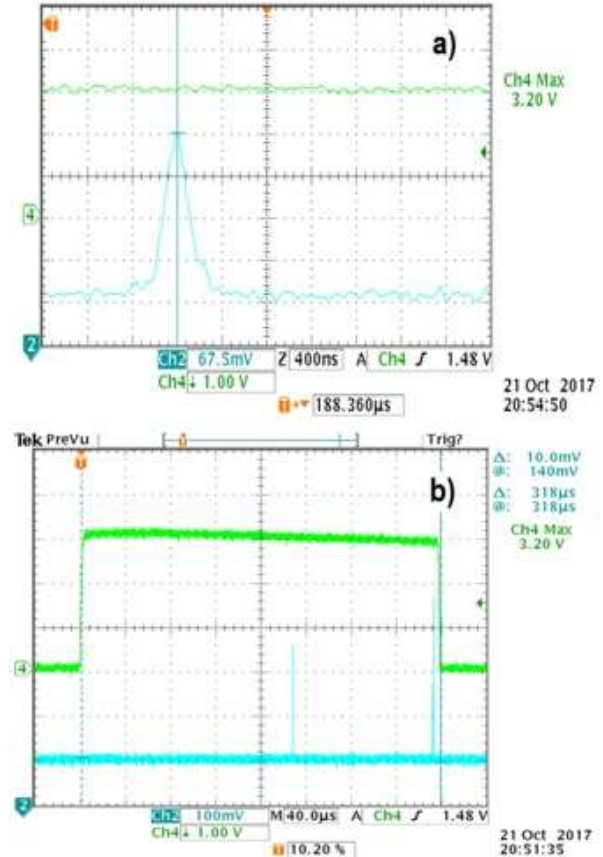 a)
Ch4 Max
3.20 V
4
2
Ch2 67.5mV Z 400ns A Ch4 ʃ 1.48 V
Ch4↓ 1.00 V
188.360µs
21 Oct 2017
20:54:50
Tek PreVu Trig?
b)
Δ: 10.0mV
@: 140mV
Δ: 318µs
@: 318µs
Ch4 Max
3.20 V
4
2
Ch2 100mV M 40.0µs A Ch4 ʃ 1.48 V
Ch4↓ 1.00 V
10.20 %
21 Oct 2017
20:51:35